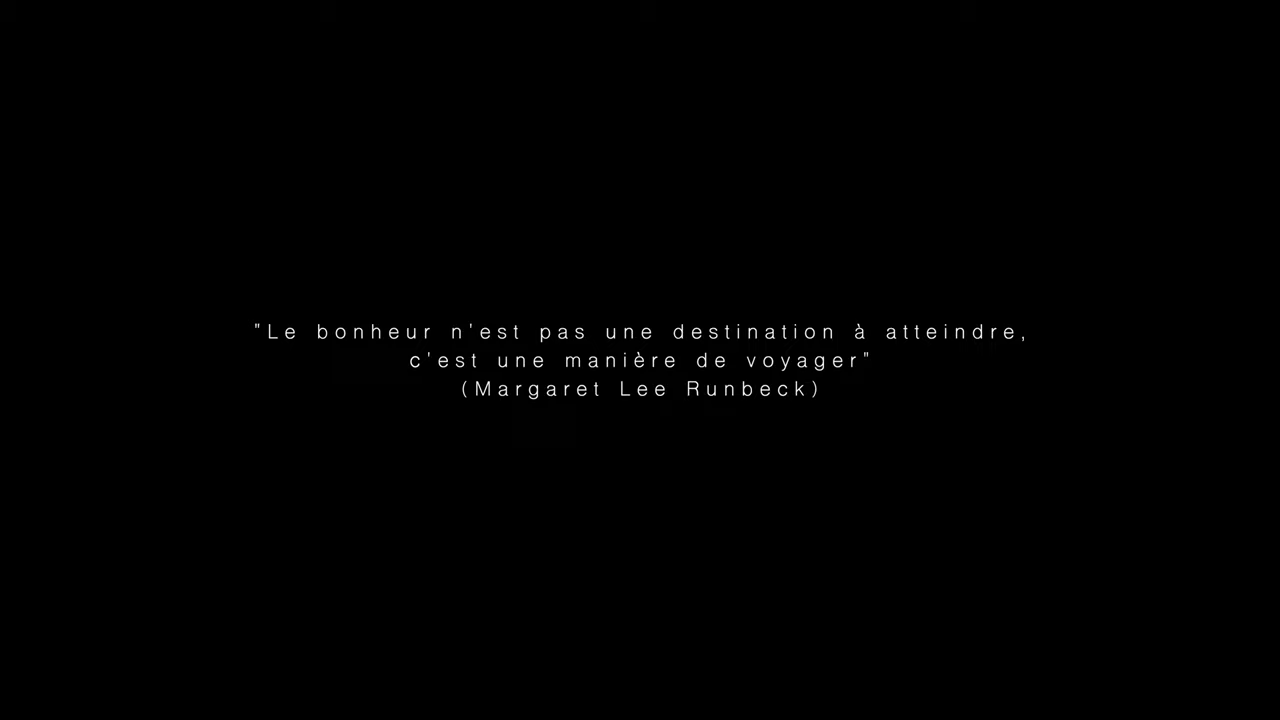 "Le bonheur n'est pas une destination à atteindre,
c'est une manière de voyager"
(Margaret Lee Runbeck)